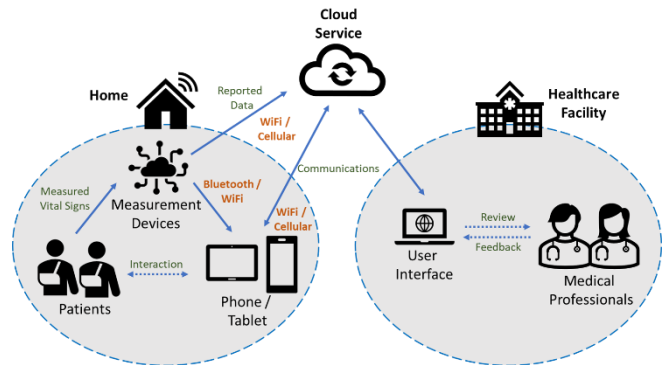 Cloud
Service
Home
Reported
Data
WiFi /
Cellular
Healthcare
Facility
Measured
Vital Signs
Measurement
Devices
Bluetooth /
WiFi
Communications
WiFi /
Cellular
Interaction
Patients
Phone /
Tablet
User
Interface
Review
Feedback
Medical
Professionals